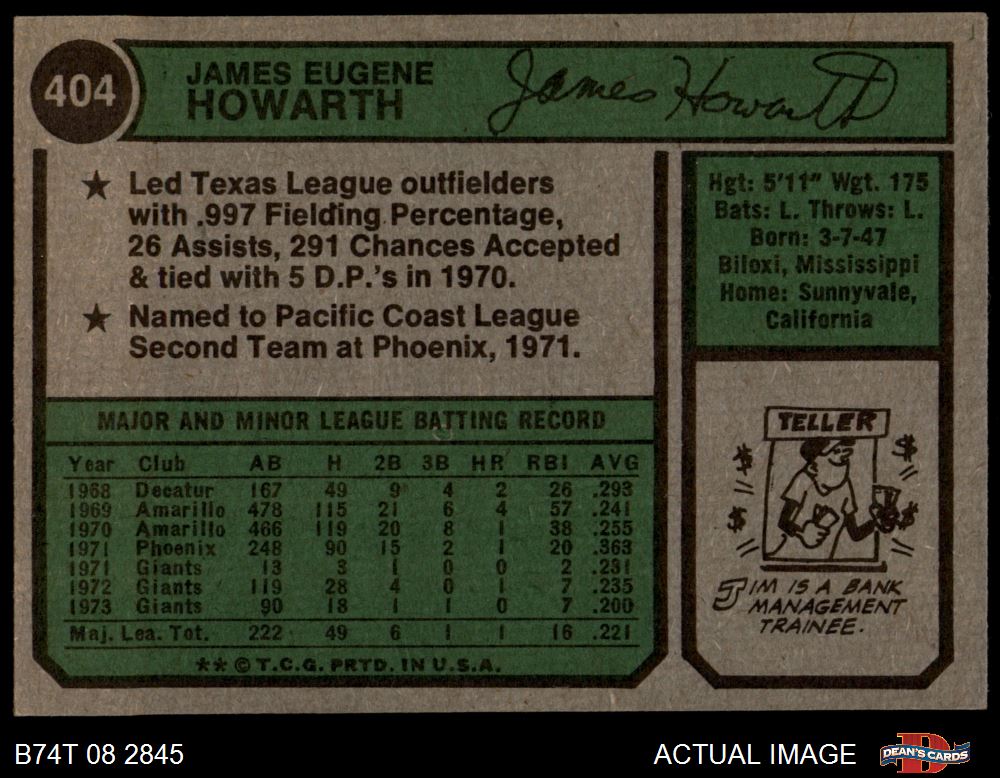 404
JAMES EUGENE
HOWARTH
James Howarth
★ Led Texas League outfielders
with .997 Fielding Percentage,
26 Assists, 291 Chances Accepted
& tied with 5 D.P.'s in 1970.
★ Named to Pacific Coast League
Second Team at Phoenix, 1971.
Hgt: 5'11" Wgt. 175
Bats: L. Throws: L.
Born: 3-7-47
Biloxi, Mississippi
Home: Sunnyvale,
California
MAJOR AND MINOR LEAGUE BATTING RECORD
Year Club AB H 2B 3B HR RBI AVG
1968 Decatur 167 49 9 4 2 26 .293
1969 Amarillo 478 115 21 6 4 57 .241
1970 Amarillo 466 119 20 8 1 38 .255
1971 Phoenix 248 90 15 2 1 20 .363
1971 Giants 13 3 1 0 0 2 .231
1972 Giants 119 28 4 0 1 7 .235
1973 Giants 90 18 1 1 0 7 .200
Maj. Lea. Tot. 222 49 6 1 1 16 .221
★★ © T.C.G. PRTD. IN U.S.A.
TELLER
$ $ $ $
JIM IS A BANK
MANAGEMENT
TRAINEE.
B74T 08 2845
ACTUAL IMAGE
D
DEAN'S CARDS